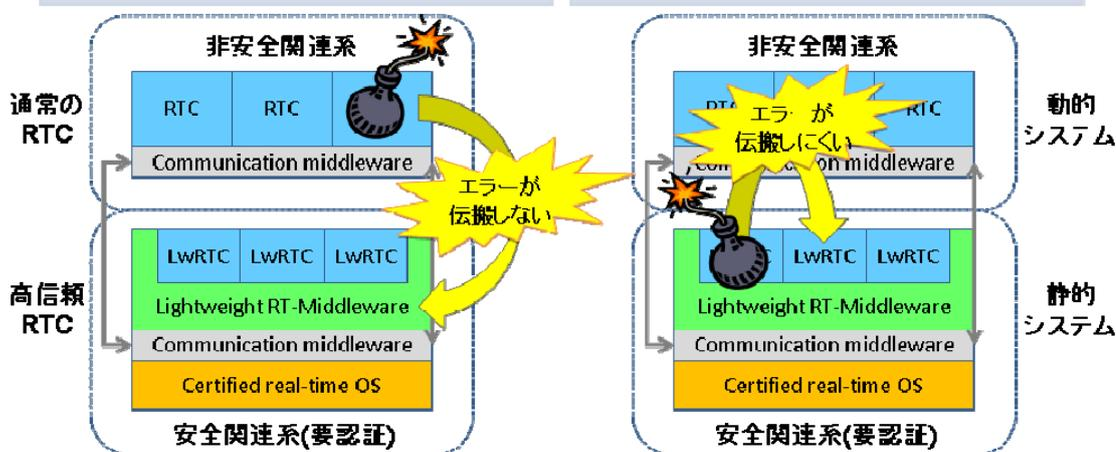 非安全関連系
通常の
RTC
RTC
RTC
Communication middleware
エラーが
伝搬しない
高信頼
RTC
LwRTC
LwRTC
LwRTC
Lightweight RT-Middleware
Communication middleware
Certified real-time OS
安全関連系(要認証)
非安全関連系
エラーが
伝搬しにくい
middleware
動的
システム
LwRTC
LwRTC
Lightweight RT-Middleware
Communication middleware
Certified real-time OS
安全関連系(要認証)
静的
システム